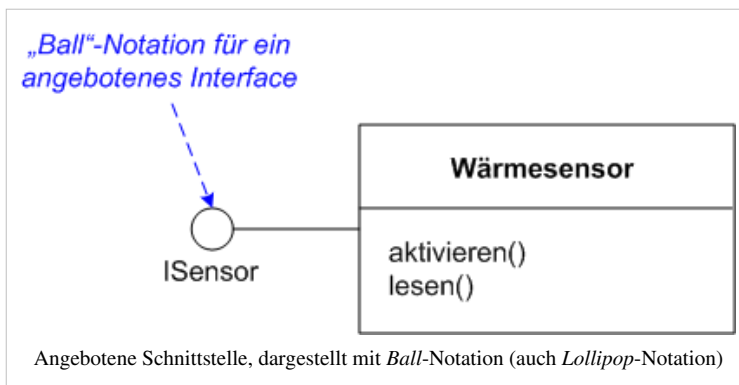 „Ball“-Notation für ein
angebotenes Interface
Wärmesensor
ISensor
aktivieren()
lesen()
Angebotene Schnittstelle, dargestellt mit Ball-Notation (auch Lollipop-Notation)